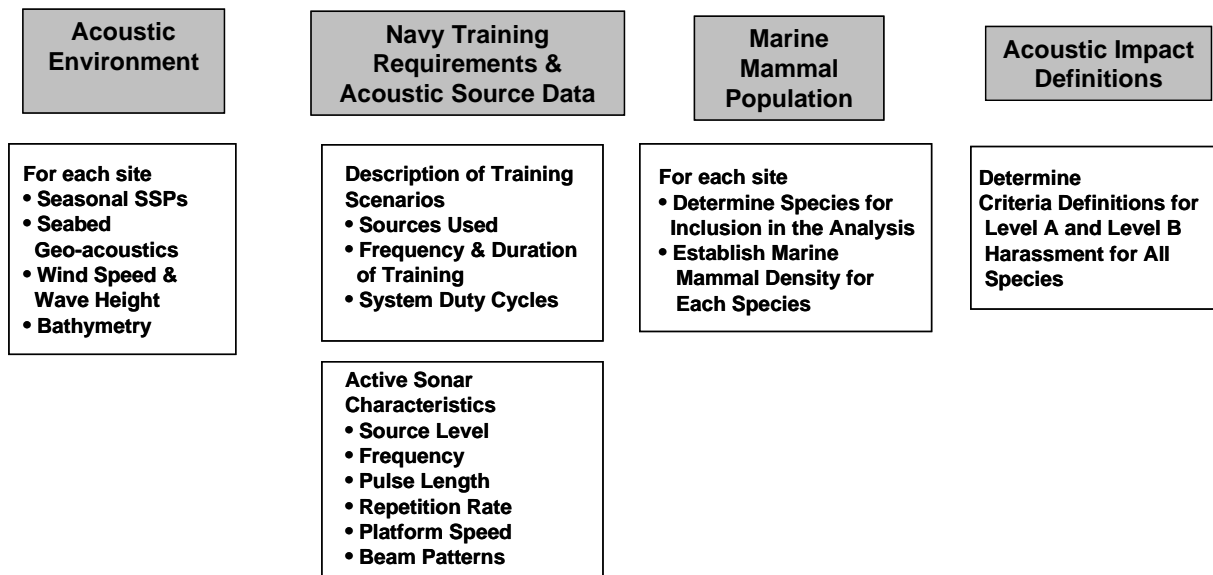 Acoustic
Environment
Navy Training
Requirements &
Acoustic Source Data
Marine
Mammal
Population
Acoustic Impact
Definitions
For each site
• Seasonal SSPs
• Seabed
Geo-acoustics
• Wind Speed &
Wave Height
• Bathymetry
Description of Training
Scenarios
• Sources Used
• Frequency & Duration
of Training
• System Duty Cycles
For each site
• Determine Species for
Inclusion in the Analysis
• Establish Marine
Mammal Density for
Each Species
Determine
Criteria Definitions for
Level A and Level B
Harassment for All
Species
Active Sonar
Characteristics
• Source Level
• Frequency
• Pulse Length
• Repetition Rate
• Platform Speed
• Beam Patterns